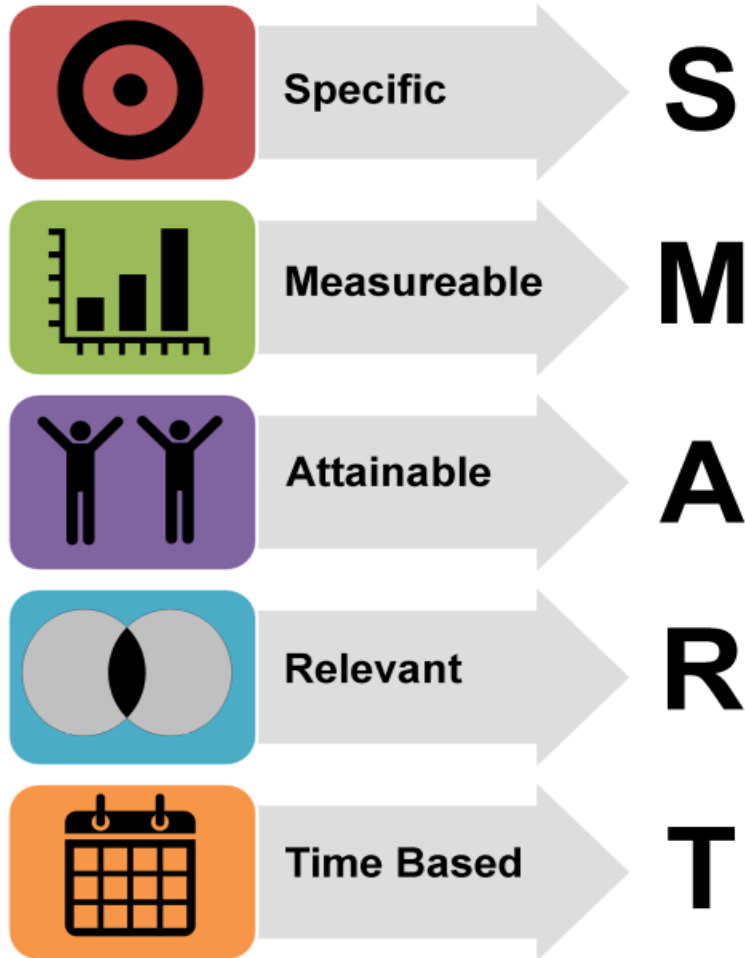 Specific S
Measureable M
Attainable A
Relevant R
Time Based T